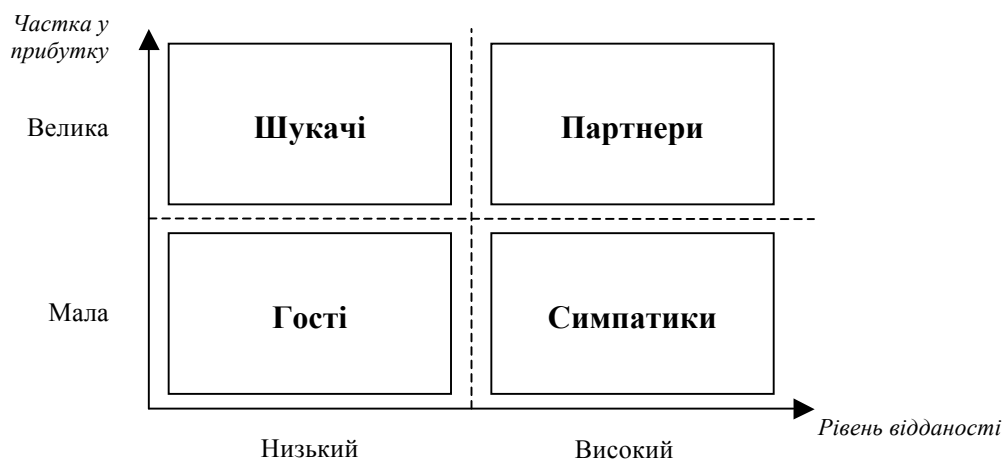 Частка у
прибутку
Велика
Шукачі
Партнери
Мала
Гості
Симпатики
Рівень відданості
Низький
Високий